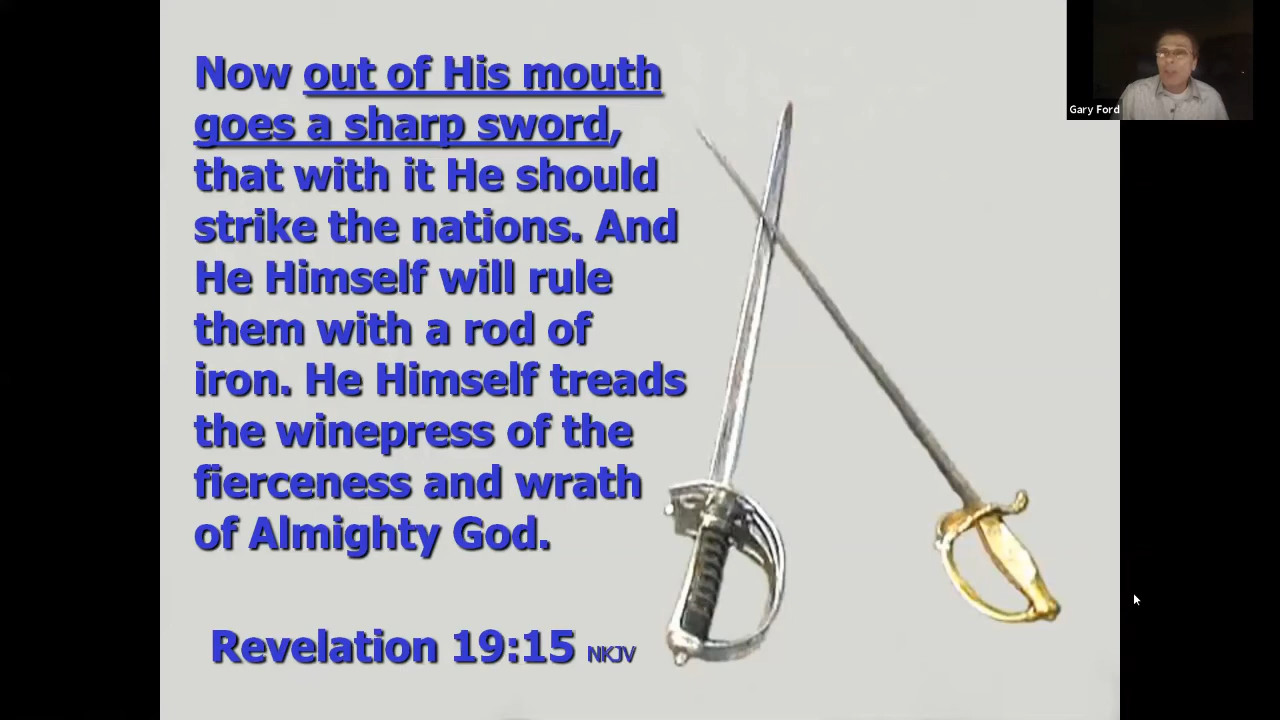 Now out of His mouth
goes a sharp sword,
that with it He should
strike the nations. And
He Himself will rule
them with a rod of
iron. He Himself treads
the winepress of the
fierceness and wrath
of Almighty God.
Revelation 19:15 NKJV
Gary Ford